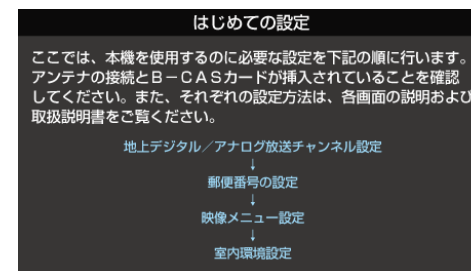 はじめての設定
ここでは、本機を使用するのに必要な設定を下記の順に行います。
アンテナの接続とB－CASカードが挿入されていることを確認
してください。また、それぞれの設定方法は、各画面の説明および
取扱説明書をご覧ください。
地上デジタル／アナログ放送チャンネル設定
↓
郵便番号の設定
↓
映像メニュー設定
↓
室内環境設定